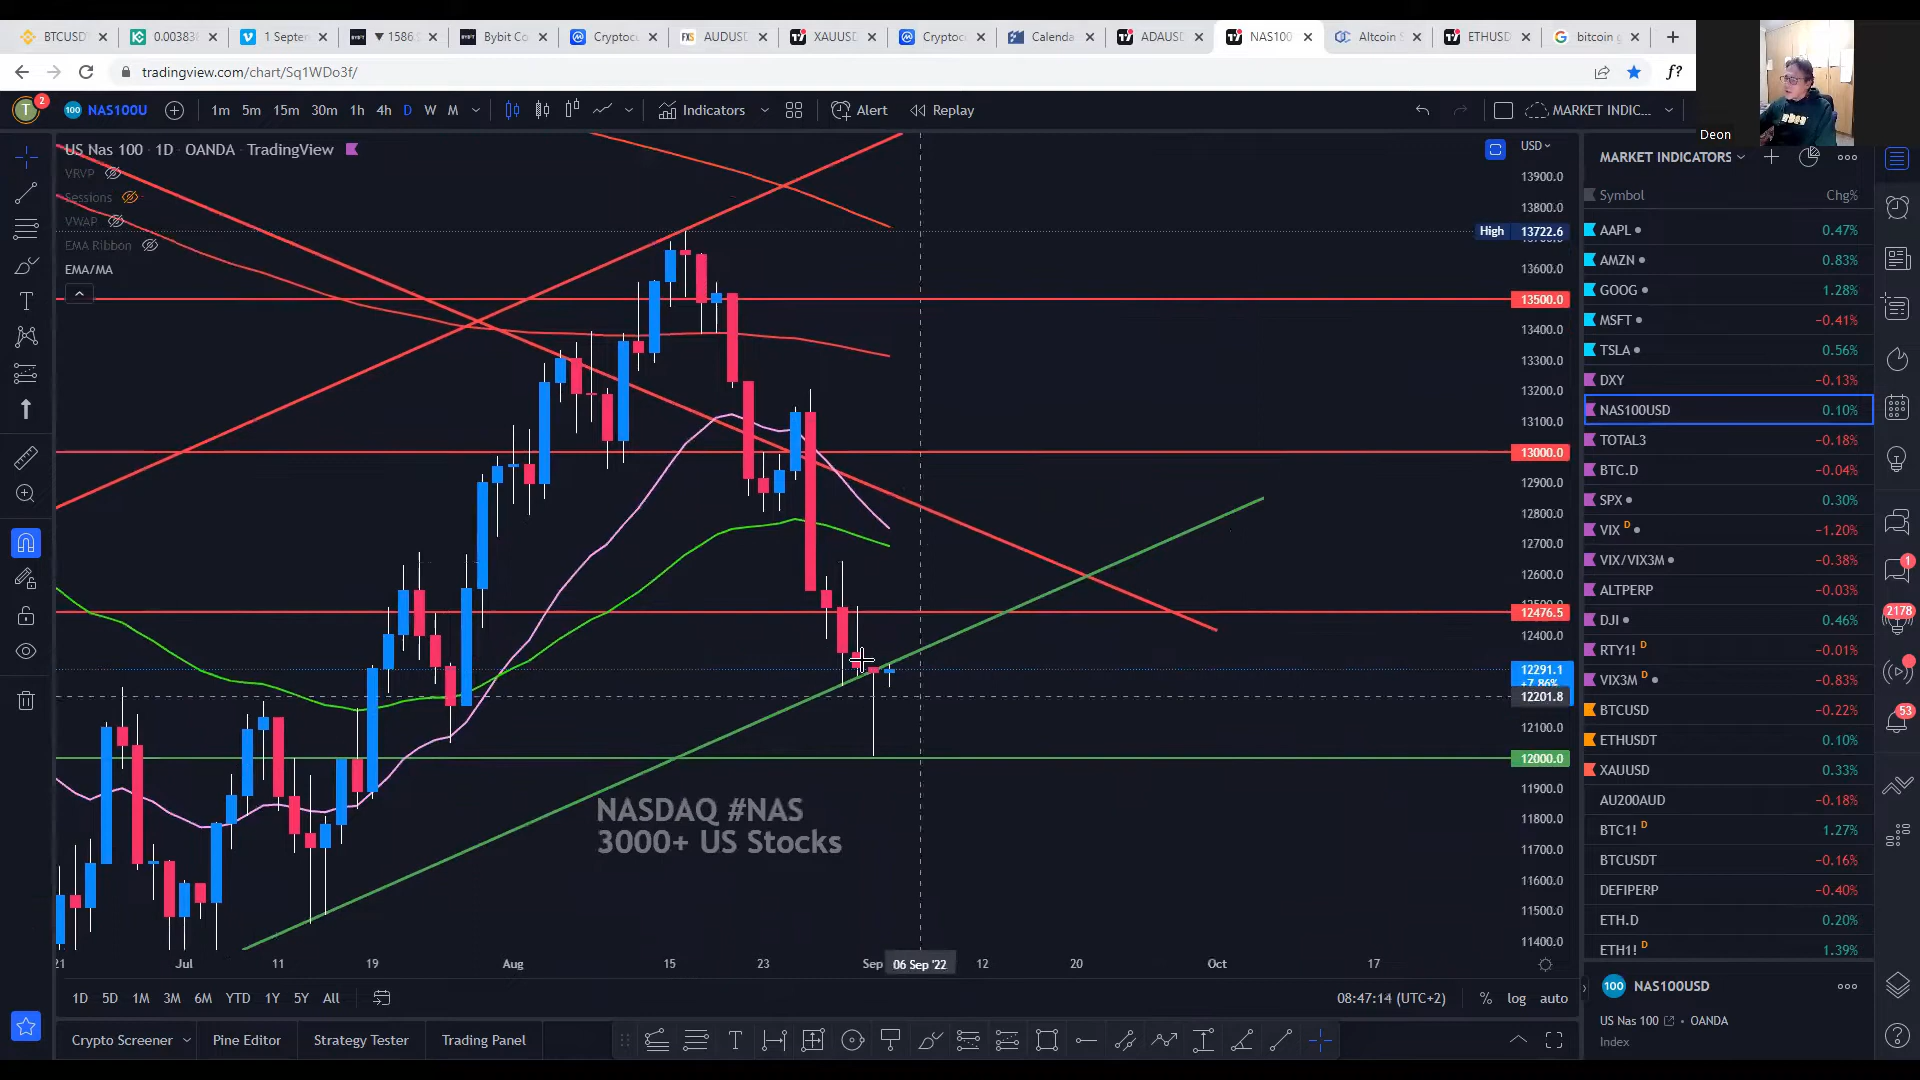 BTCUSD
0.003838
1 Septem
▼ 1586.
Bybit Co
Cryptoc
AUDUSD
XAUUSD
Cryptoc
Calenda
ADAUSD
NAS100
Altcoin S
ETHUSD
bitcoin g
tradingview.com/chart/Sq1WDo3f/
f?
Deon
T
2
100
NAS100U
1m
5m
15m
30m
1h
4h
D
W
M
Indicators
Alert
Replay
MARKET INDIC...
US Nas 100 · 1D · OANDA · TradingView
VRVP
Sessions
VWAP
EMA Ribbon
EMA/MA
USD
13900.0
13800.0
High 13722.6
13600.0
13500.0
13400.0
13300.0
13200.0
13100.0
13000.0
12900.0
12800.0
12700.0
12600.0
12476.5
12400.0
12291.1
+7.86%
12201.8
12100.0
12000.0
11900.0
11800.0
11700.0
11600.0
11500.0
11400.0
NASDAQ #NAS
3000+ US Stocks
21
Jul
11
19
Aug
15
23
Sep
06 Sep '22
12
20
Oct
17
1D
5D
1M
3M
6M
YTD
1Y
5Y
All
08:47:14 (UTC+2)
%
log
auto
Crypto Screener
Pine Editor
Strategy Tester
Trading Panel
MARKET INDICATORS
Symbol Chg%
AAPL 0.47%
AMZN 0.83%
GOOG 1.28%
MSFT −0.41%
TSLA 0.56%
DXY −0.13%
NAS100USD 0.10%
TOTAL3 −0.18%
BTC.D −0.04%
SPX 0.30%
VIX D −1.20%
VIX/VIX3M −0.38%
ALTPERP −0.03%
DJI 0.46%
RTY1! D −0.01%
VIX3M D −0.83%
BTCUSD −0.22%
ETHUSDT 0.10%
XAUUSD 0.33%
AU200AUD −0.18%
BTC1! D 1.27%
BTCUSDT −0.16%
DEFIPERP −0.40%
ETH.D 0.20%
ETH1! D 1.39%
100 NAS100USD
US Nas 100 • OANDA
Index
1
2178
53